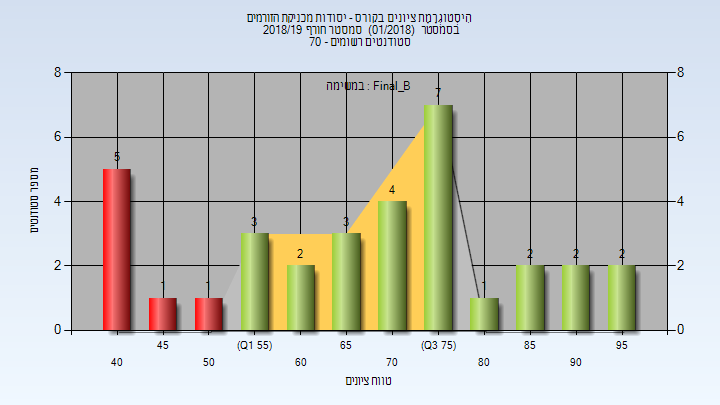 היסטוגרמת ציונים בקורס - יסודות מכניקת הזורמים
בסמסטר (01/2018) סמסטר חורף 2018/19
סטודנטים רשומים - 70
במשימה : Final_B
מספר סטודנטים
8 8
6 6
4 4
2 2
0 0
5 1 1 3 2 3 4 7 1 2 2 2
40 45 50 (Q1 55) 60 65 70 (Q3 75) 80 85 90 95
טווח ציונים